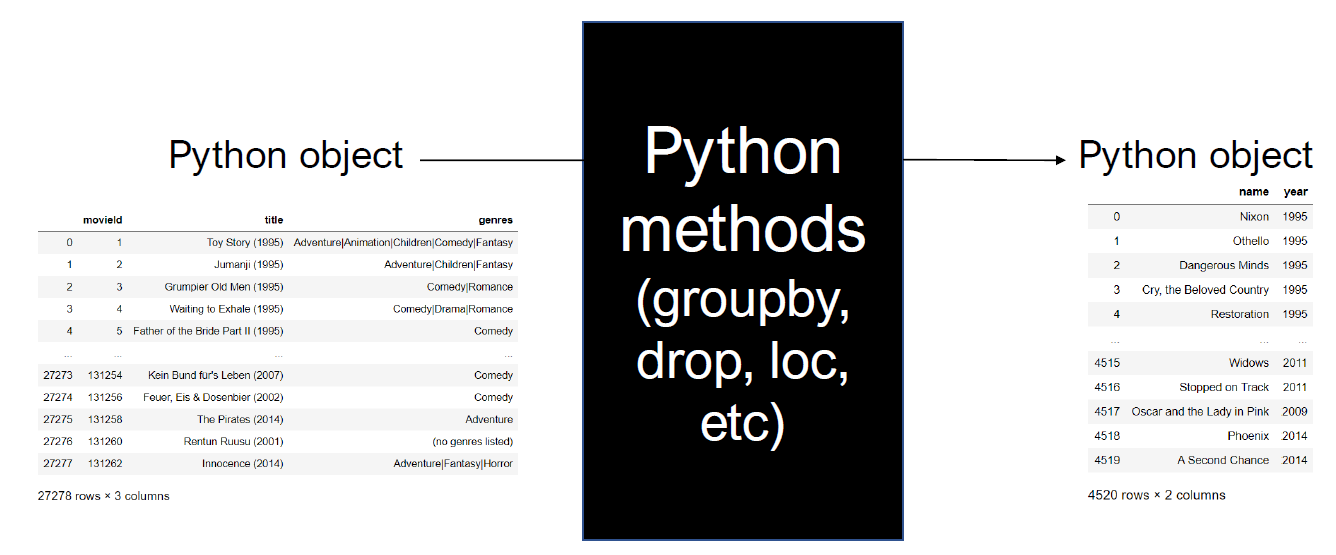 Python object
movieId title genres
0 1 Toy Story (1995) Adventure|Animation|Children|Comedy|Fantasy
1 2 Jumanji (1995) Adventure|Children|Fantasy
2 3 Grumpier Old Men (1995) Comedy|Romance
3 4 Waiting to Exhale (1995) Comedy|Drama|Romance
4 5 Father of the Bride Part II (1995) Comedy
... ... ... ...
27273 131254 Kein Bund für's Leben (2007) Comedy
27274 131256 Feuer, Eis & Dosenbier (2002) Comedy
27275 131258 The Pirates (2014) Adventure
27276 131260 Rentun Ruusu (2001) (no genres listed)
27277 131262 Innocence (2014) Adventure|Fantasy|Horror
27278 rows × 3 columns
Python
methods
(groupby,
drop, loc,
etc)
Python object
name year
0 Nixon 1995
1 Othello 1995
2 Dangerous Minds 1995
3 Cry, the Beloved Country 1995
4 Restoration 1995
... ... ...
4515 Widows 2011
4516 Stopped on Track 2011
4517 Oscar and the Lady in Pink 2009
4518 Phoenix 2014
4519 A Second Chance 2014
4520 rows × 2 columns